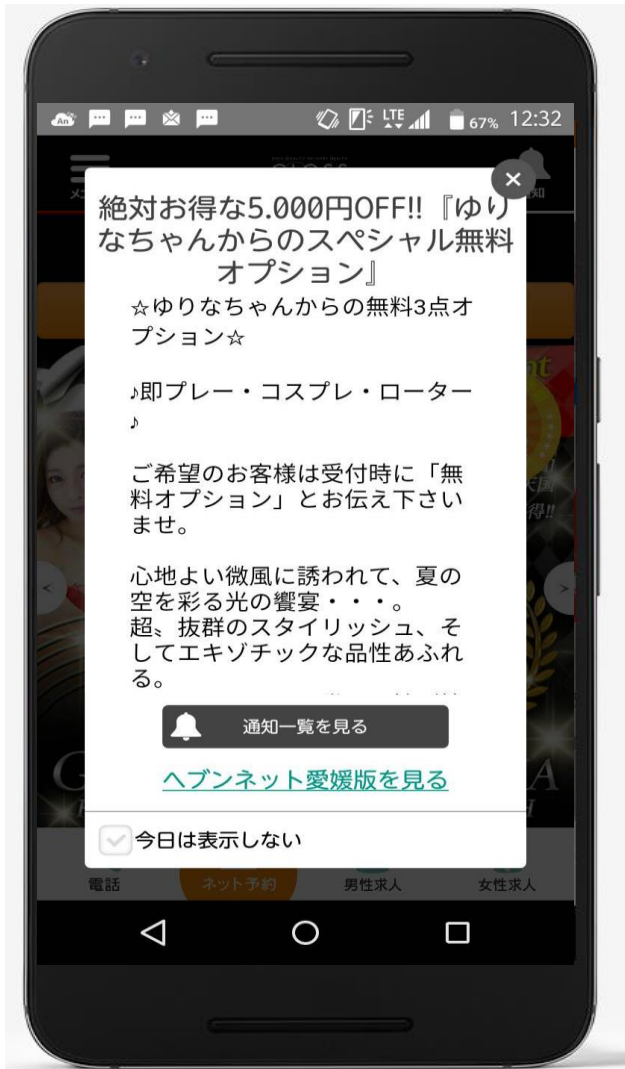 An
LTE
67%
12:32
絶対お得な5.000円OFF!!『ゆり
なちゃんからのスペシャル無料
オプション』
☆ゆりなちゃんからの無料3点オ
プション☆
♪即プレー・コスプレ・ローター
♪
ご希望のお客様は受付時に「無
料オプション」とお伝え下さい
ませ。
心地よい微風に誘われて、夏の
空を彩る光の饗宴・・・。
超〟抜群のスタイリッシュ、そ
してエキゾチックな品性あふれ
る。
通知一覧を見る
ヘブンネット愛媛版を見る
今日は表示しない
電話
ネット予約
男性求人
女性求人